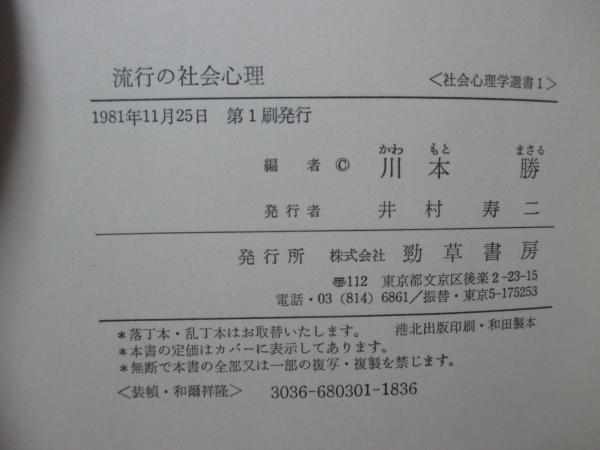 流行の社会心理　〈社会心理学選書1〉
1981年11月25日　第1刷発行
かわ　もと　まさる
編　者　©　川　本　勝
発行者　井　村　寿　二
発行所　株式会社　勁草書房
〠112　東京都文京区後楽2-23-15
電話・03 (814) 6861／振替・東京5-175253
＊落丁本・乱丁本はお取替いたします。　港北出版印刷・和田製本
＊本書の定価はカバーに表示してあります。
＊無断で本書の全部又は一部の複写・複製を禁じます。
〈装幀・和爾祥隆〉　3036-680301-1836